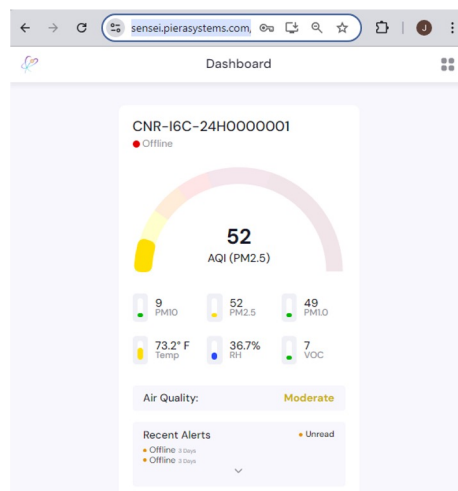 sensei.pierasystems.com,
J
Dashboard
CNR-I6C-24H0000001
Offline
52
AQI (PM2.5)
9 52 49
PM10 PM2.5 PM1.0
73.2° F 36.7% 7
Temp RH VOC
Air Quality: Moderate
Recent Alerts Unread
Offline 3 Days
Offline 3 Days